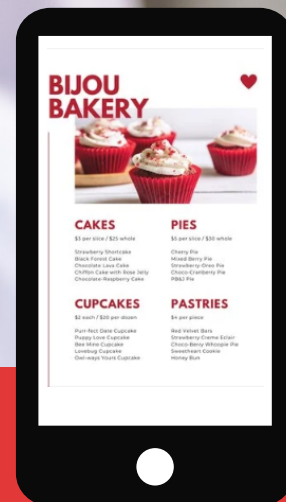 BIJOU
BAKERY
CAKES
$3 per slice / $25 whole
Strawberry Shortcake
Black Forest Cake
Chocolate Lava Cake
Chiffon Cake with Rose Jelly
Chocolate-Raspberry Cake
PIES
$5 per slice / $30 whole
Cherry Pie
Mixed Berry Pie
Strawberry-Oreo Pie
Choco-Cranberry Pie
PB&J Pie
CUPCAKES
$2 each / $20 per dozen
Purr-fect Date Cupcake
Puppy Love Cupcake
Bee Mine Cupcake
Lovebug Cupcake
Owl-ways Yours Cupcake
PASTRIES
$4 per piece
Red Velvet Bars
Strawberry Creme Eclair
Choco-Berry Whoopie Pie
Sweetheart Cookie
Honey Bun